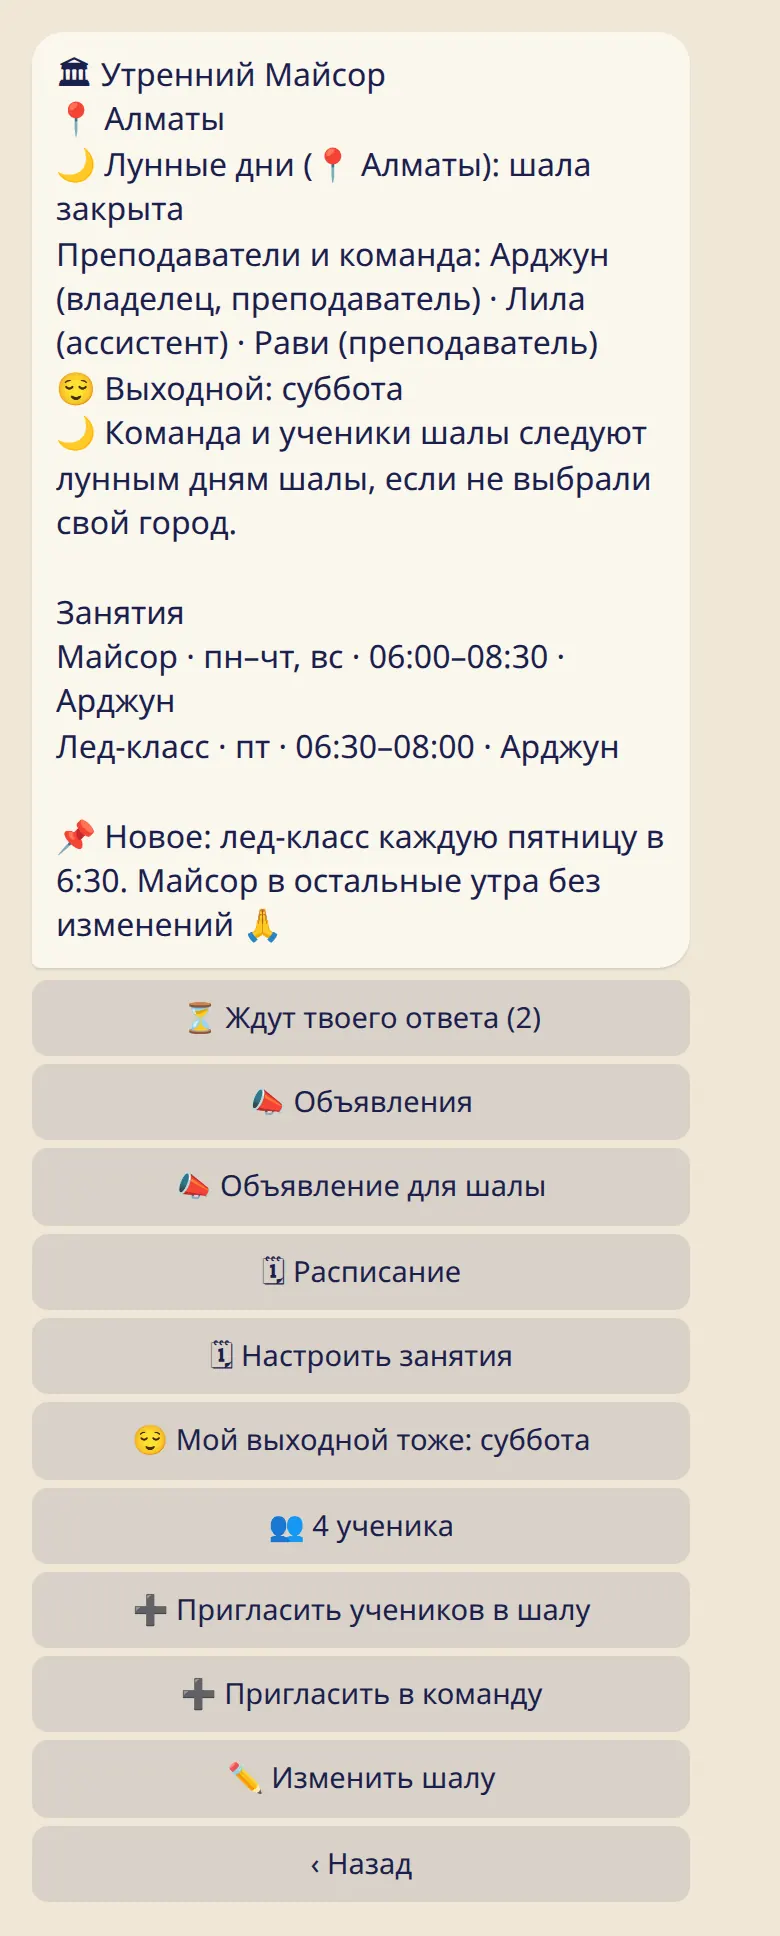 🏛 Утренний Майсор
📍 Алматы
🌙 Лунные дни (📍 Алматы): шала
закрыта
Преподаватели и команда: Арджун
(владелец, преподаватель) · Лила
(ассистент) · Рави (преподаватель)
😌 Выходной: суббота
🌙 Команда и ученики шалы следуют
лунным дням шалы, если не выбрали
свой город.
Занятия
Майсор · пн–чт, вс · 06:00–08:30 ·
Арджун
Лед-класс · пт · 06:30–08:00 · Арджун
📌 Новое: лед-класс каждую пятницу в
6:30. Майсор в остальные утра без
изменений 🙏
⏳ Ждут твоего ответа (2)
📣 Объявления
📣 Объявление для шалы
🗓 Расписание
🗓 Настроить занятия
😌 Мой выходной тоже: суббота
👥 4 ученика
➕ Пригласить учеников в шалу
➕ Пригласить в команду
✏️ Изменить шалу
‹ Назад